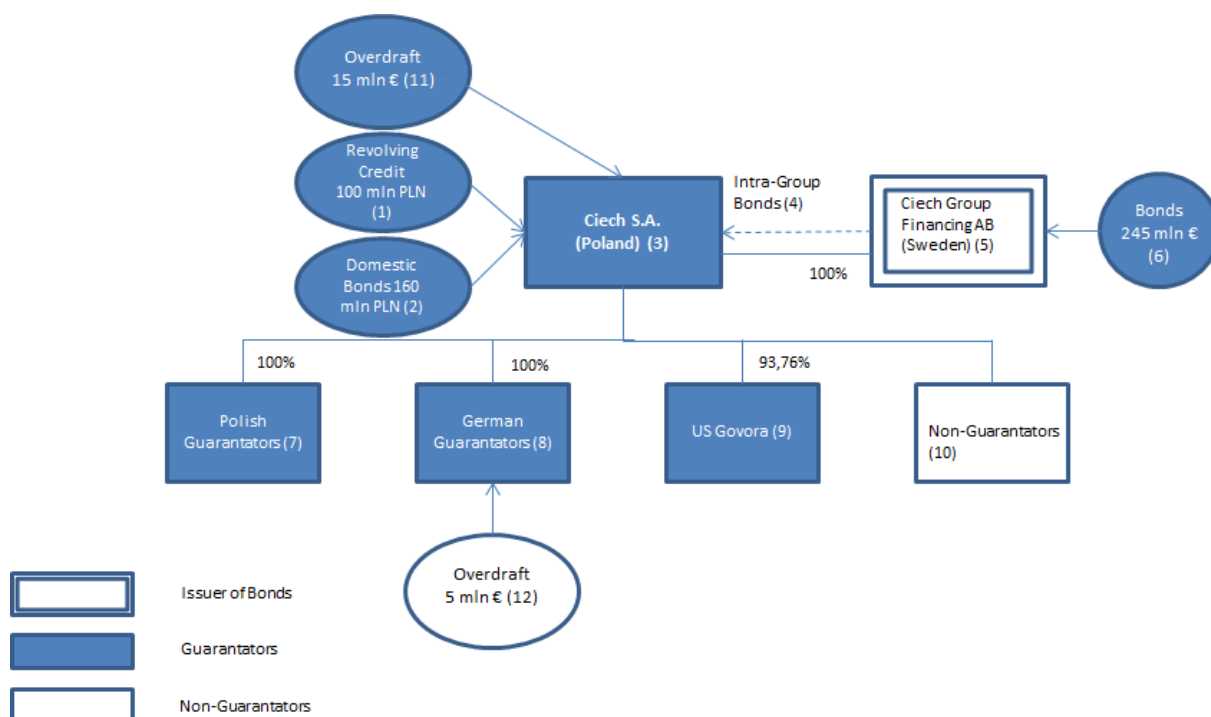 Overdraft
15 mln € (11)
Revolving
Credit
100 mln PLN
(1)
Domestic
Bonds 160
mln PLN (2)
Ciech S.A.
(Poland) (3)
Intra-Group
Bonds (4)
100%
Ciech Group
Financing AB
(Sweden) (5)
Bonds
245 mln €
(6)
100%
100%
93,76%
Polish
Guarantators (7)
German
Guarantators (8)
US Govora (9)
Non-Guarantators
(10)
Overdraft
5 mln € (12)
Issuer of Bonds
Guarantators
Non-Guarantators